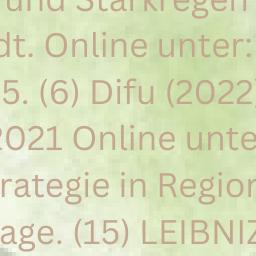 und Starkregen
dt. Online unter:
5. (6) Difu (2022)
2021 Online unte
rategie in Region
age. (15) LEIBNIZ